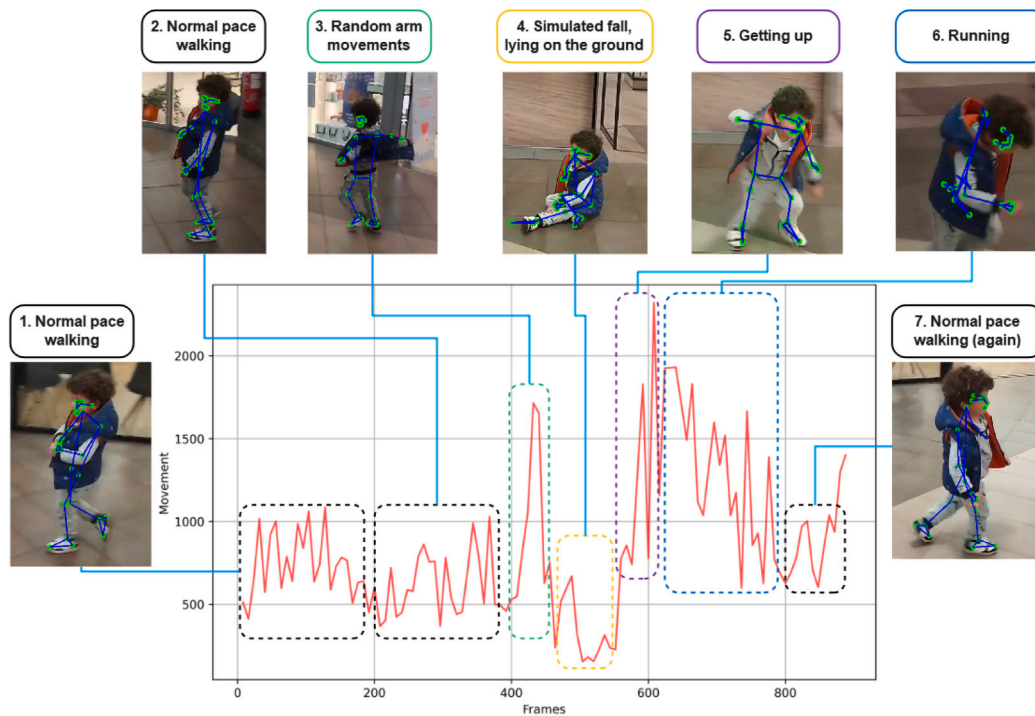 2. Normal pace
walking
3. Random arm
movements
4. Simulated fall,
lying on the ground
5. Getting up
6. Running
1. Normal pace
walking
7. Normal pace
walking (again)
Movement
2000
1500
1000
500
0
200
400
600
800
Frames